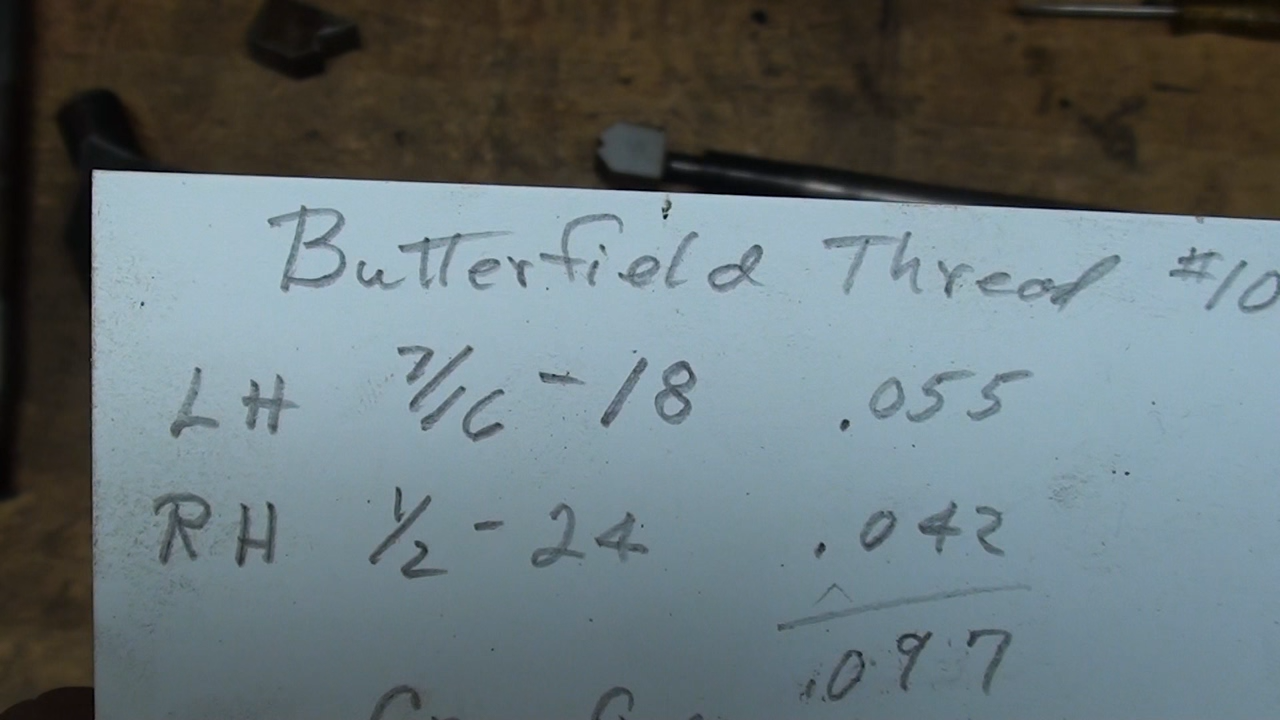 Butterfield Thread #10
LH 7/16 - 18 .055
RH 1/2 - 24 .042
.097